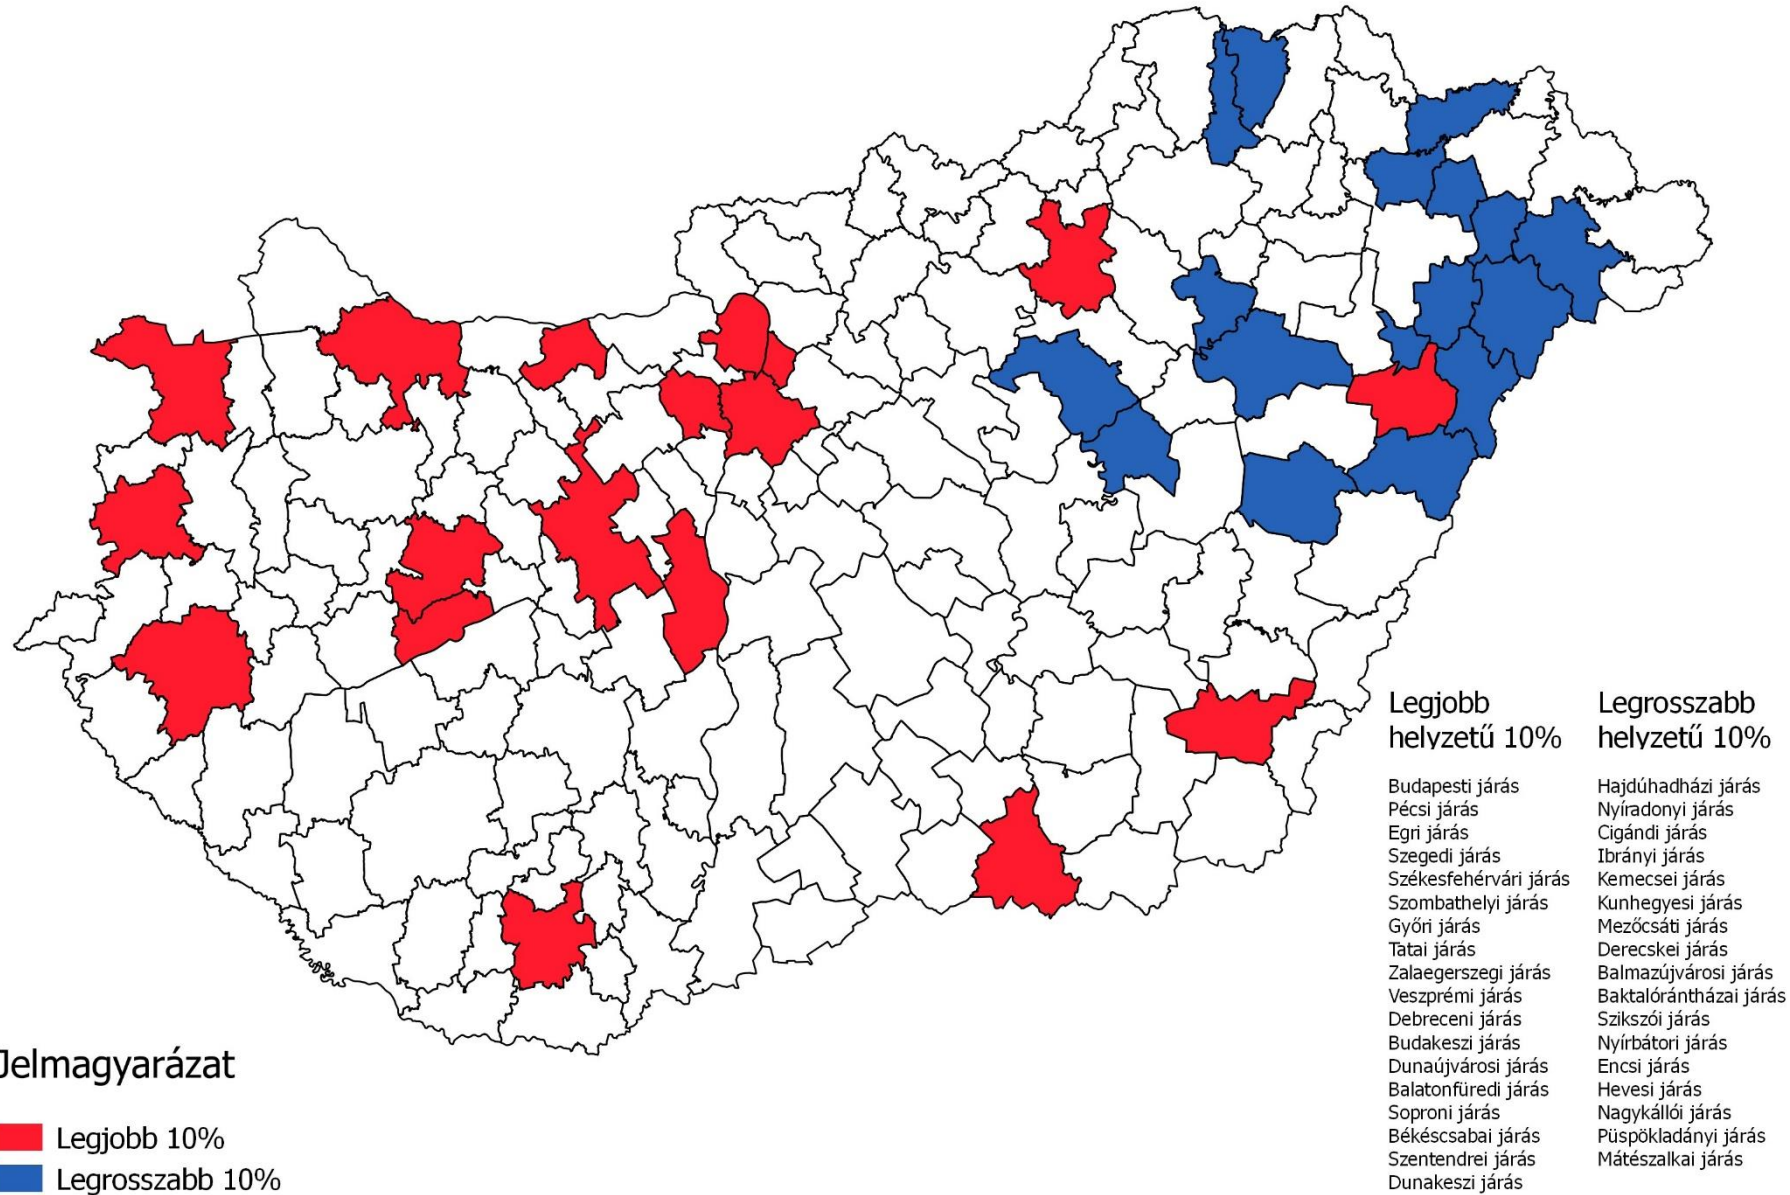 Legjobb
helyzetű 10%
Budapesti járás
Pécsi járás
Egri járás
Szegedi járás
Székesfehérvári járás
Szombathelyi járás
Győri járás
Tatai járás
Zalaegerszegi járás
Veszprémi járás
Debreceni járás
Budakeszi járás
Dunaújvárosi járás
Balatonfüredi járás
Soproni járás
Békéscsabai járás
Szentendrei járás
Dunakeszi járás
Legrosszabb
helyzetű 10%
Hajdúhadházi járás
Nyíradonyi járás
Cigándi járás
Ibrányi járás
Kemecsei járás
Kunhegyesi járás
Mezőcsáti járás
Derecskei járás
Balmazújvárosi járás
Baktalórántházai járás
Szikszói járás
Nyírbátori járás
Encsi járás
Hevesi járás
Nagykállói járás
Püspökladányi járás
Mátészalkai járás
Jelmagyarázat
Legjobb 10%
Legrosszabb 10%